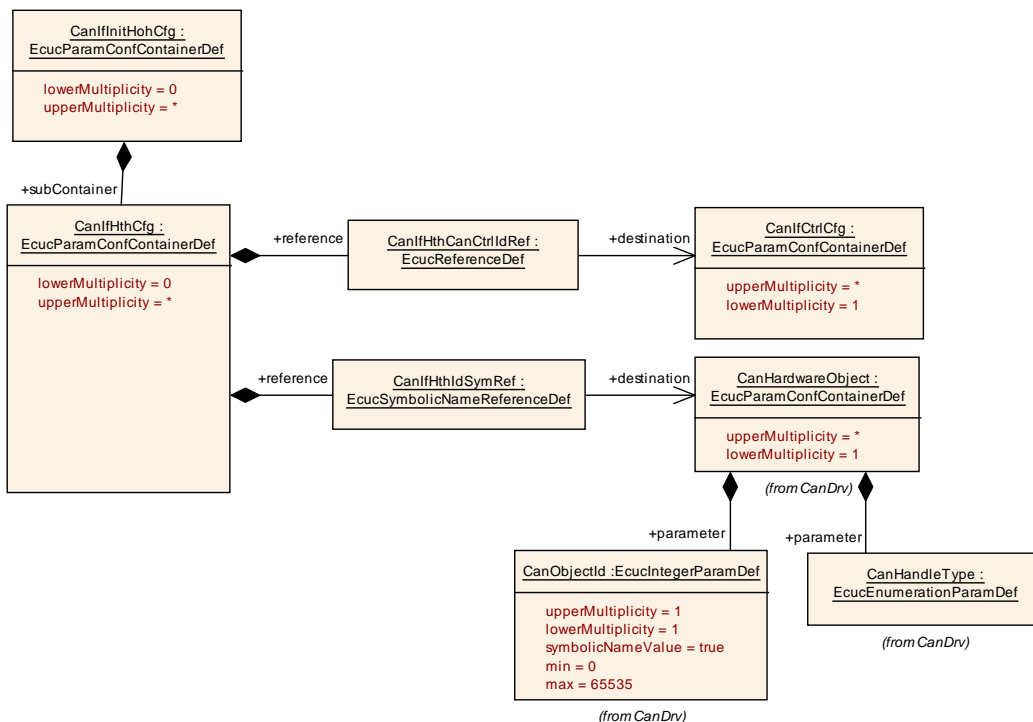 CanIfInitHohCfg :
EcucParamConfContainerDef
lowerMultiplicity = 0
upperMultiplicity = *
+subContainer
CanIfHthCfg :
EcucParamConfContainerDef
lowerMultiplicity = 0
upperMultiplicity = *
+reference
CanIfHthCanCtrlIdRef :
EcucReferenceDef
+destination
CanIfCtrlCfg :
EcucParamConfContainerDef
upperMultiplicity = *
lowerMultiplicity = 1
+reference
CanIfHthIdSymRef :
EcucSymbolicNameReferenceDef
+destination
CanHardwareObject :
EcucParamConfContainerDef
upperMultiplicity = *
lowerMultiplicity = 1
(from CanDrv)
+parameter
+parameter
CanObjectId :EcucIntegerParamDef
upperMultiplicity = 1
lowerMultiplicity = 1
symbolicNameValue = true
min = 0
max = 65535
(from CanDrv)
CanHandleType :
EcucEnumerationParamDef
(from CanDrv)